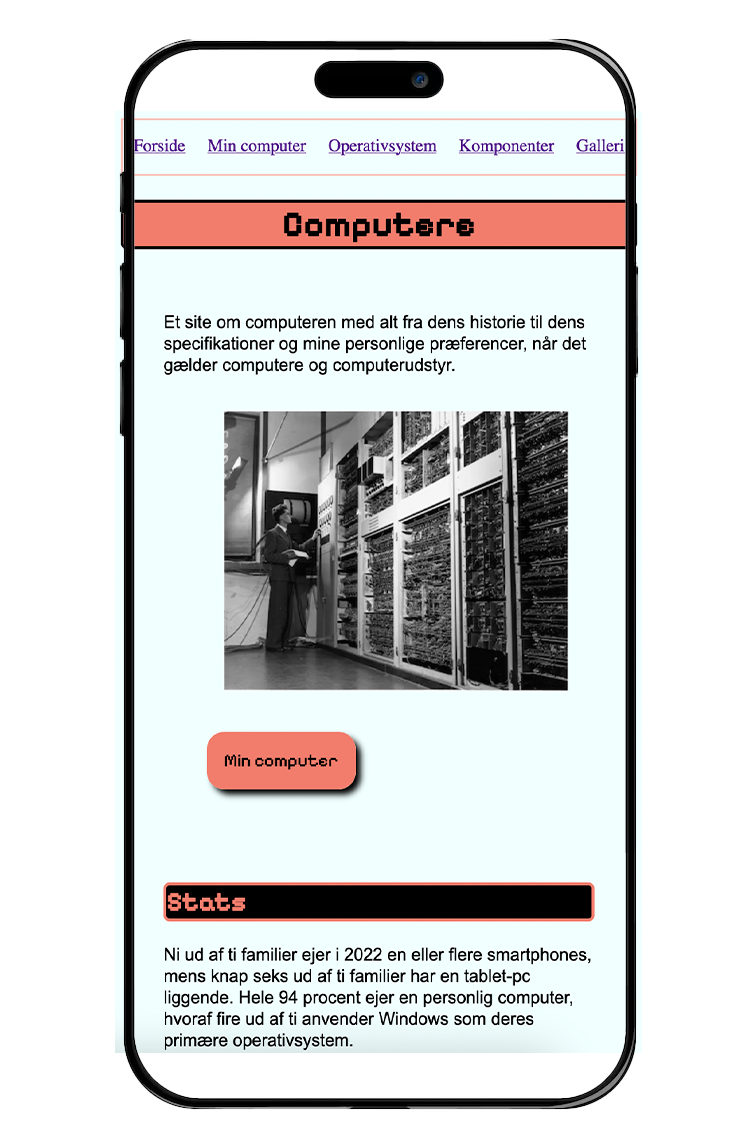 Forside Min computer Operativsystem Komponenter Galleri
Computere
Et site om computeren med alt fra dens historie til dens
specifikationer og mine personlige præferencer, når det
gælder computere og computerudstyr.
Min computer
Stats
Ni ud af ti familier ejer i 2022 en eller flere smartphones,
mens knap seks ud af ti familier har en tablet-pc
liggende. Hele 94 procent ejer en personlig computer,
hvoraf fire ud af ti anvender Windows som deres
primære operativsystem.